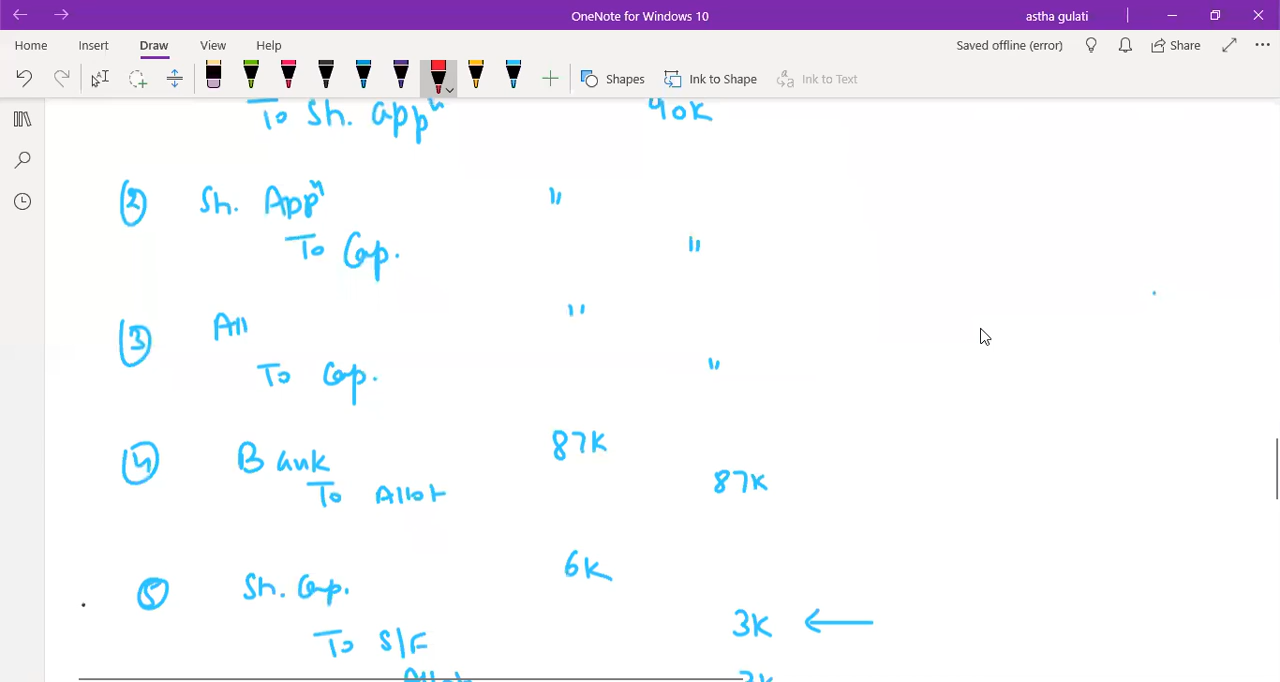 OneNote for Windows 10
astha gulati
Home Insert Draw View Help
Saved offline (error) Share
Shapes Ink to Shape Ink to Text
To Sh. appⁿ 40K
② Sh. Appⁿ "
To Cap. "
③ All "
To Cap. "
④ Bank 87K
To Allot 87K
⑤ Sh. Cap. 6K
To S/F 3K ←
Allot 3K